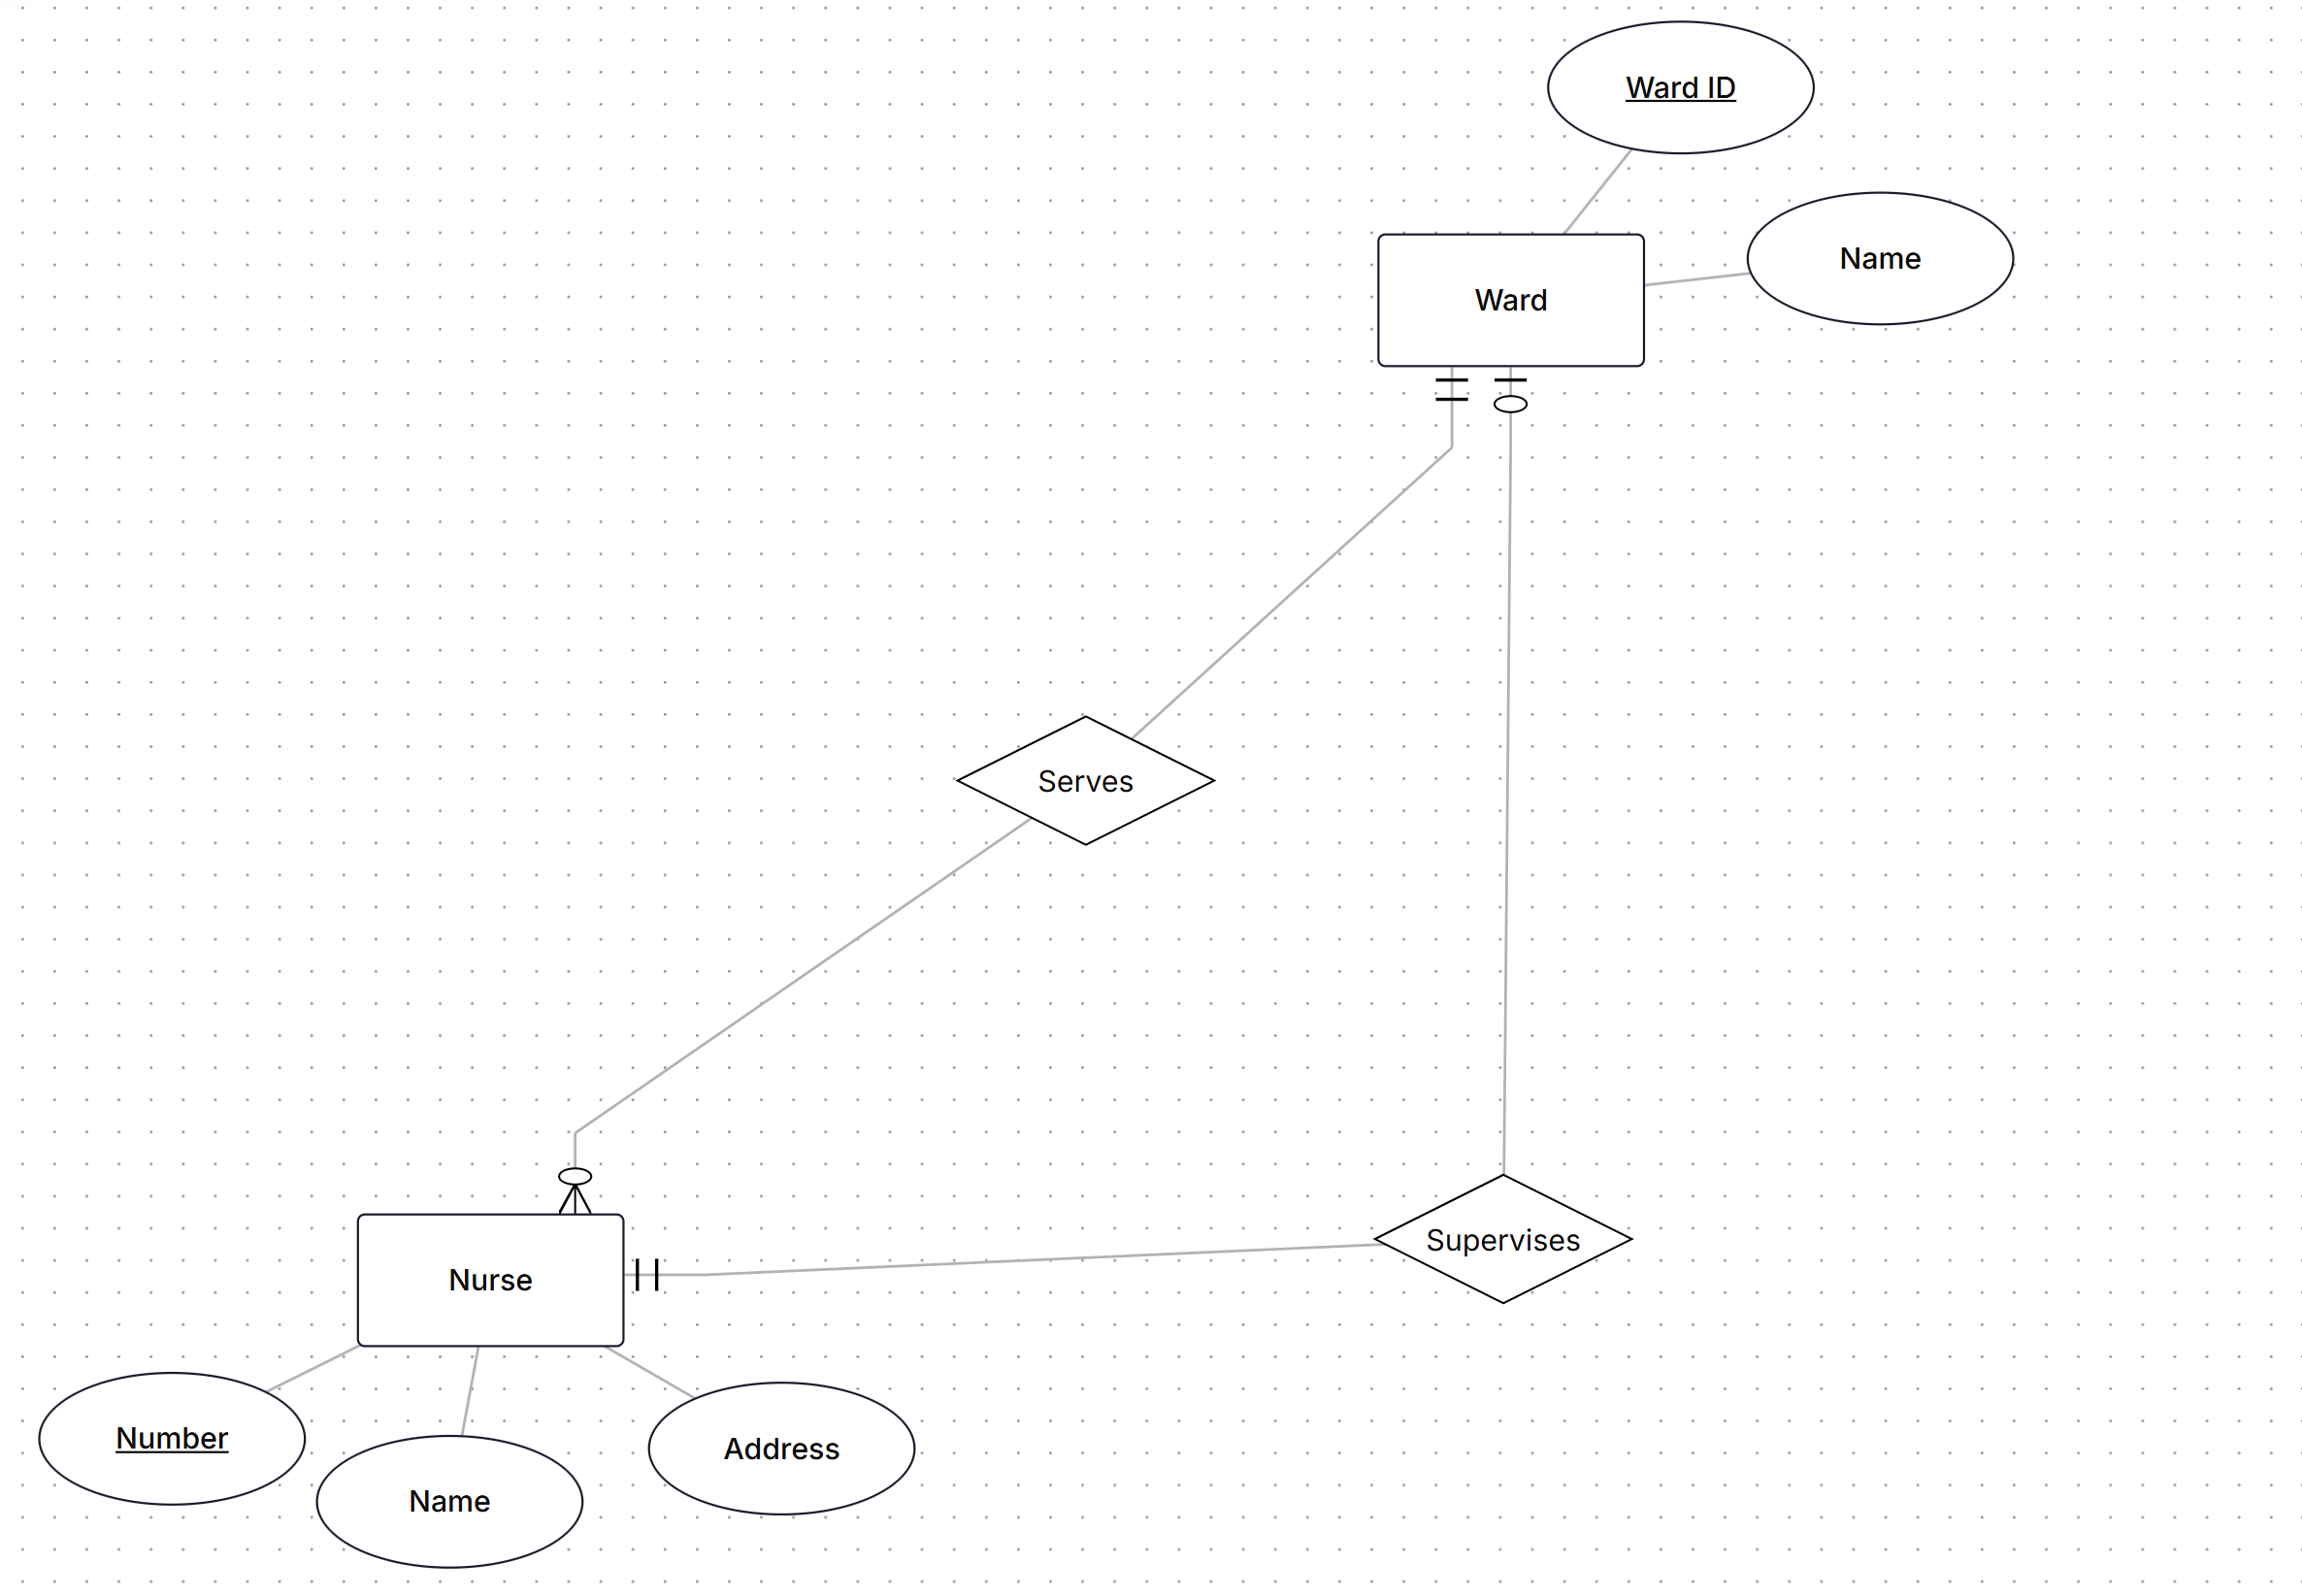 Ward ID
Name
Ward
Serves
Supervises
Nurse
Number
Name
Address